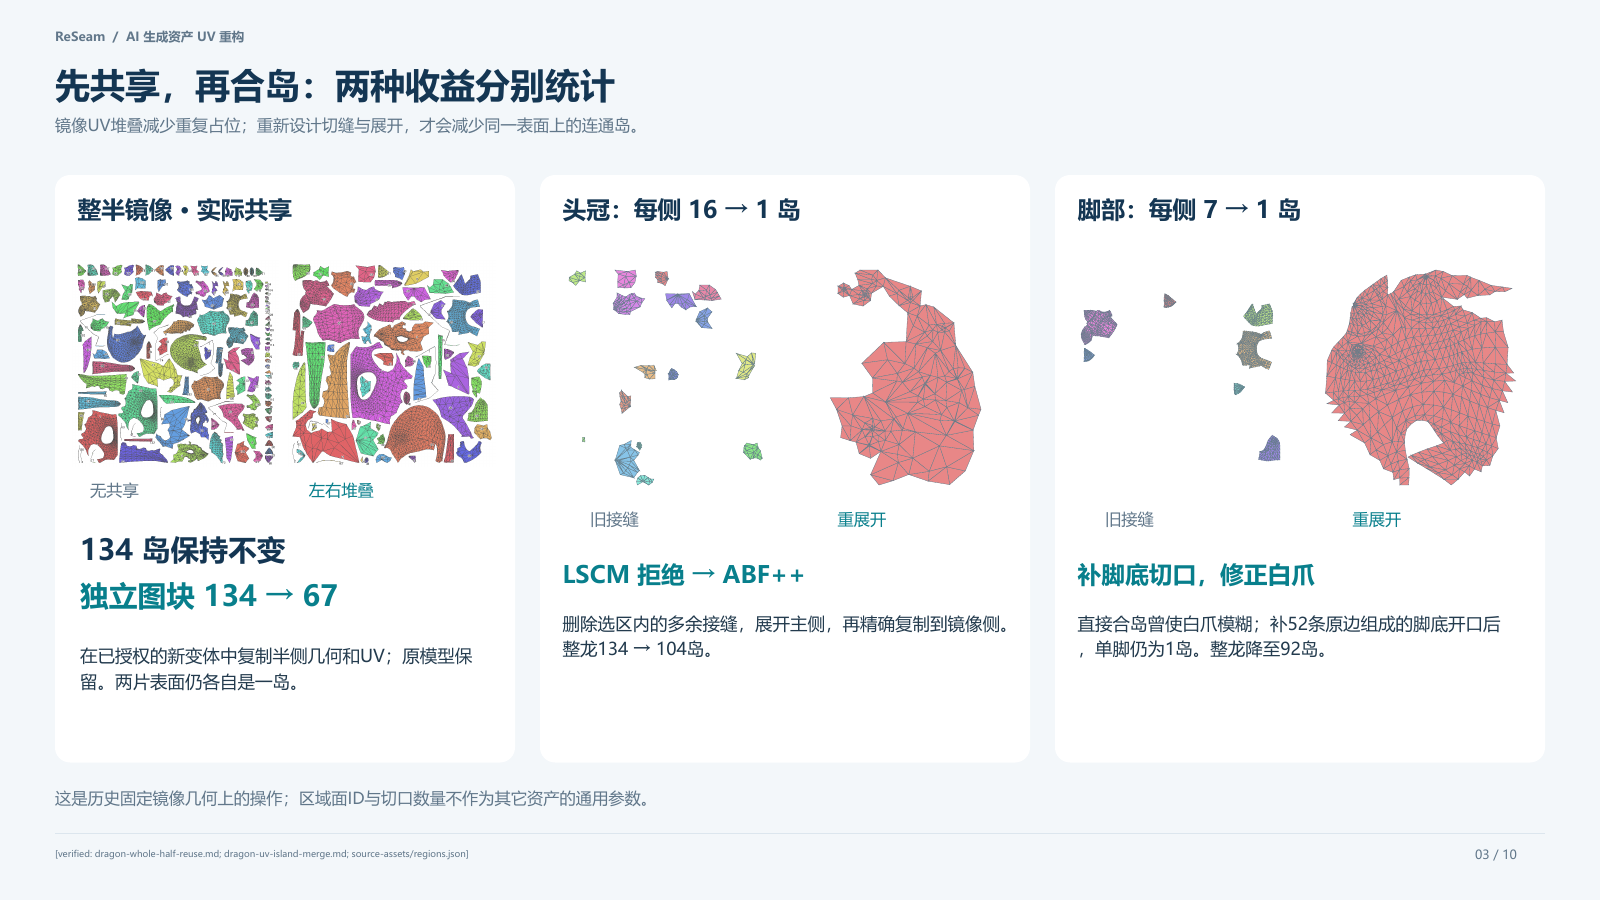 ReSeam / AI 生成资产 UV 重构
先共享，再合岛：两种收益分别统计
镜像UV堆叠减少重复占位；重新设计切缝与展开，才会减少同一表面上的连通岛。
整半镜像·实际共享
无共享
左右堆叠
134 岛保持不变
独立图块 134 → 67
在已授权的新变体中复制半侧几何和UV；原模型保
留。两片表面仍各自是一岛。
头冠：每侧 16 → 1 岛
旧接缝
重展开
LSCM 拒绝 → ABF++
删除选区内的多余接缝，展开主侧，再精确复制到镜像侧。
整龙134 → 104岛。
脚部：每侧 7 → 1 岛
旧接缝
重展开
补脚底切口，修正白爪
直接合岛曾使白爪模糊；补52条原边组成的脚底开口后
，单脚仍为1岛。整龙降至92岛。
这是历史固定镜像几何上的操作；区域面ID与切口数量不作为其它资产的通用参数。
[verified: dragon-whole-half-reuse.md; dragon-uv-island-merge.md; source-assets/regions.json]
03 / 10